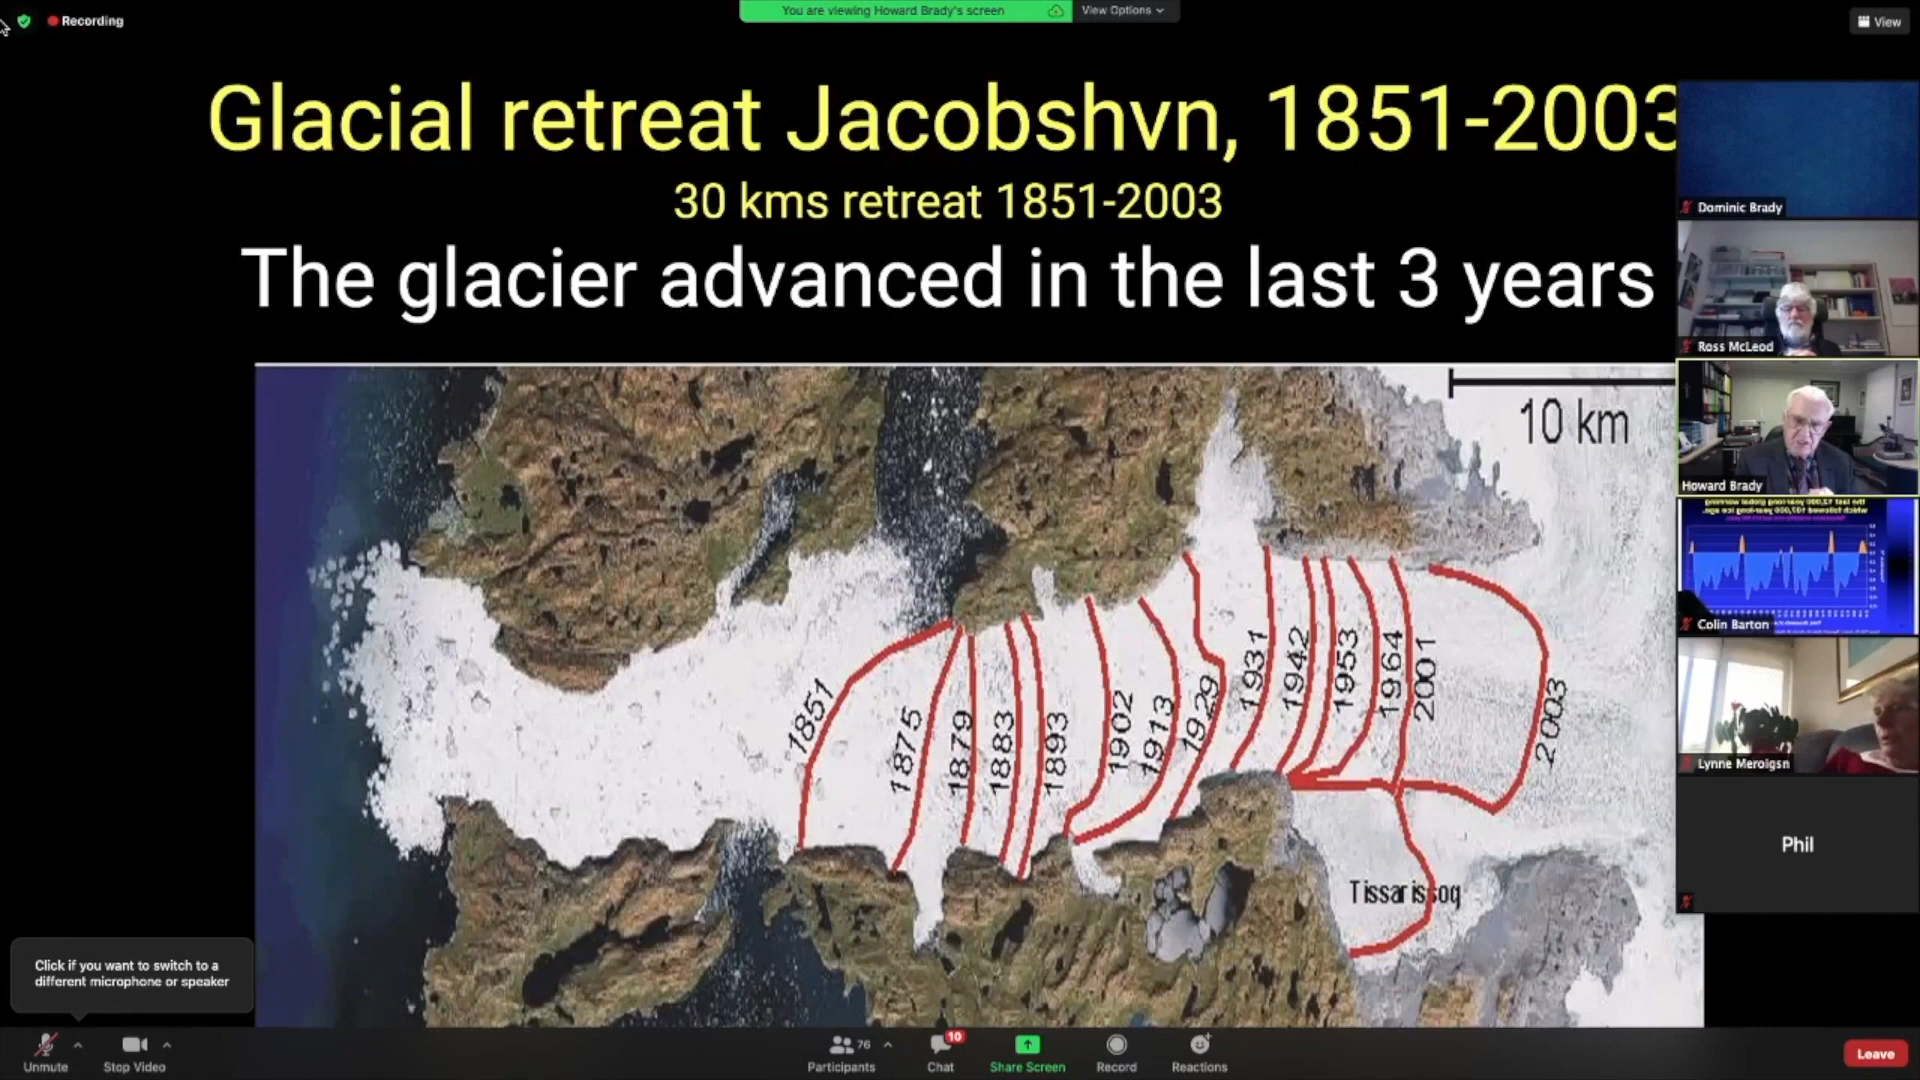 Recording
You are viewing Howard Brady's screen
View Options
View
Glacial retreat Jacobshvn, 1851-2003
30 kms retreat 1851-2003
The glacier advanced in the last 3 years
10 km
1851
1875
1879
1883
1893
1902
1913
1929
1931
1942
1953
1964
2001
2003
Tissarissoq
Dominic Brady
Ross McLeod
Howard Brady
Colin Barton
Lynne Meroigsn
Phil
Click if you want to switch to a
different microphone or speaker
Unmute
Stop Video
76
Participants
10
Chat
Share Screen
Record
Reactions
Leave